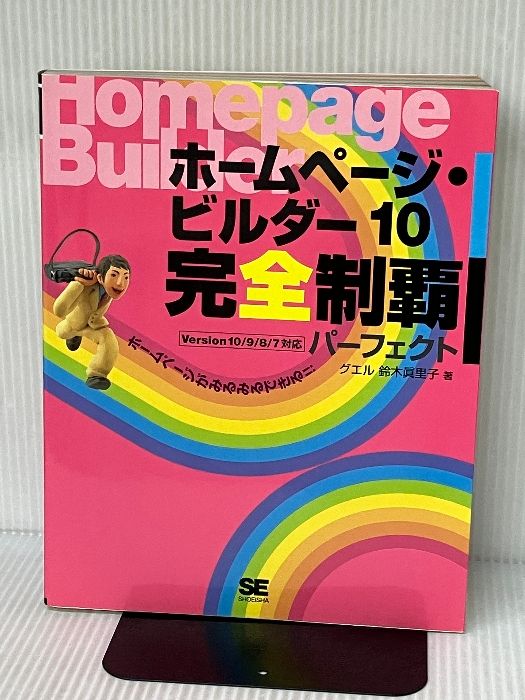 Homepage
Builder
ホームページ・
ビルダー10
完全制覇
パーフェクト
Version10/9/8/7対応
グエル 鈴木眞里子 著
ホームページがみるみるできる!!
SE
SHOEISHA